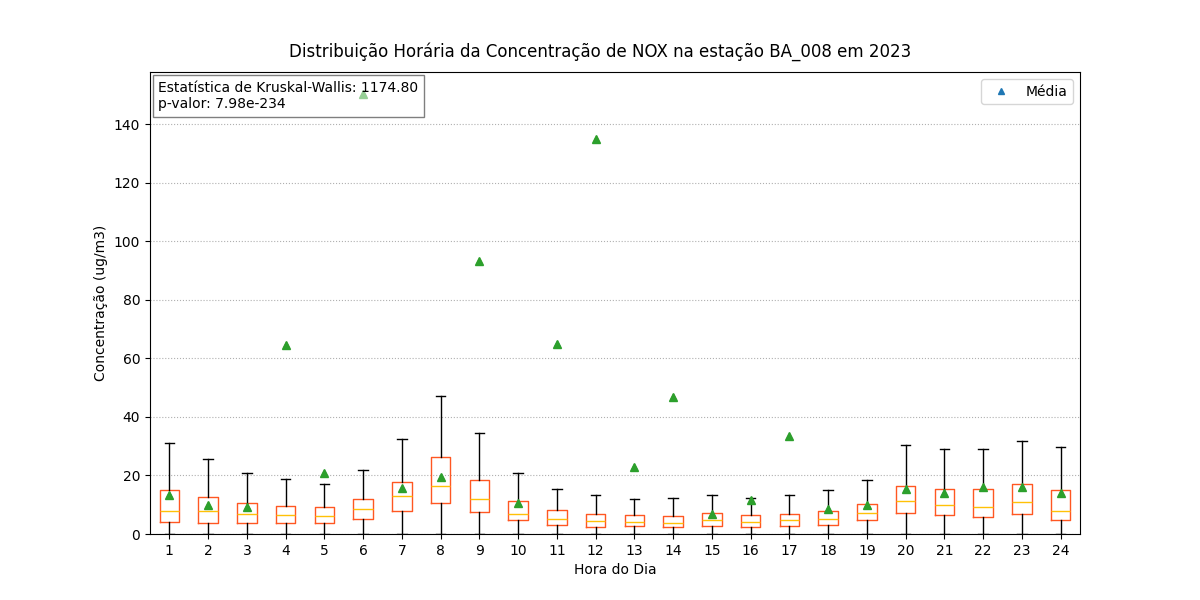 Distribuição Horária da Concentração de NOX na estação BA_008 em 2023
Estatística de Kruskal-Wallis: 1174.80
p-valor: 7.98e-234
Média
Concentração (ug/m3)
140
120
100
80
60
40
20
0
1 2 3 4 5 6 7 8 9 10 11 12 13 14 15 16 17 18 19 20 21 22 23 24
Hora do Dia